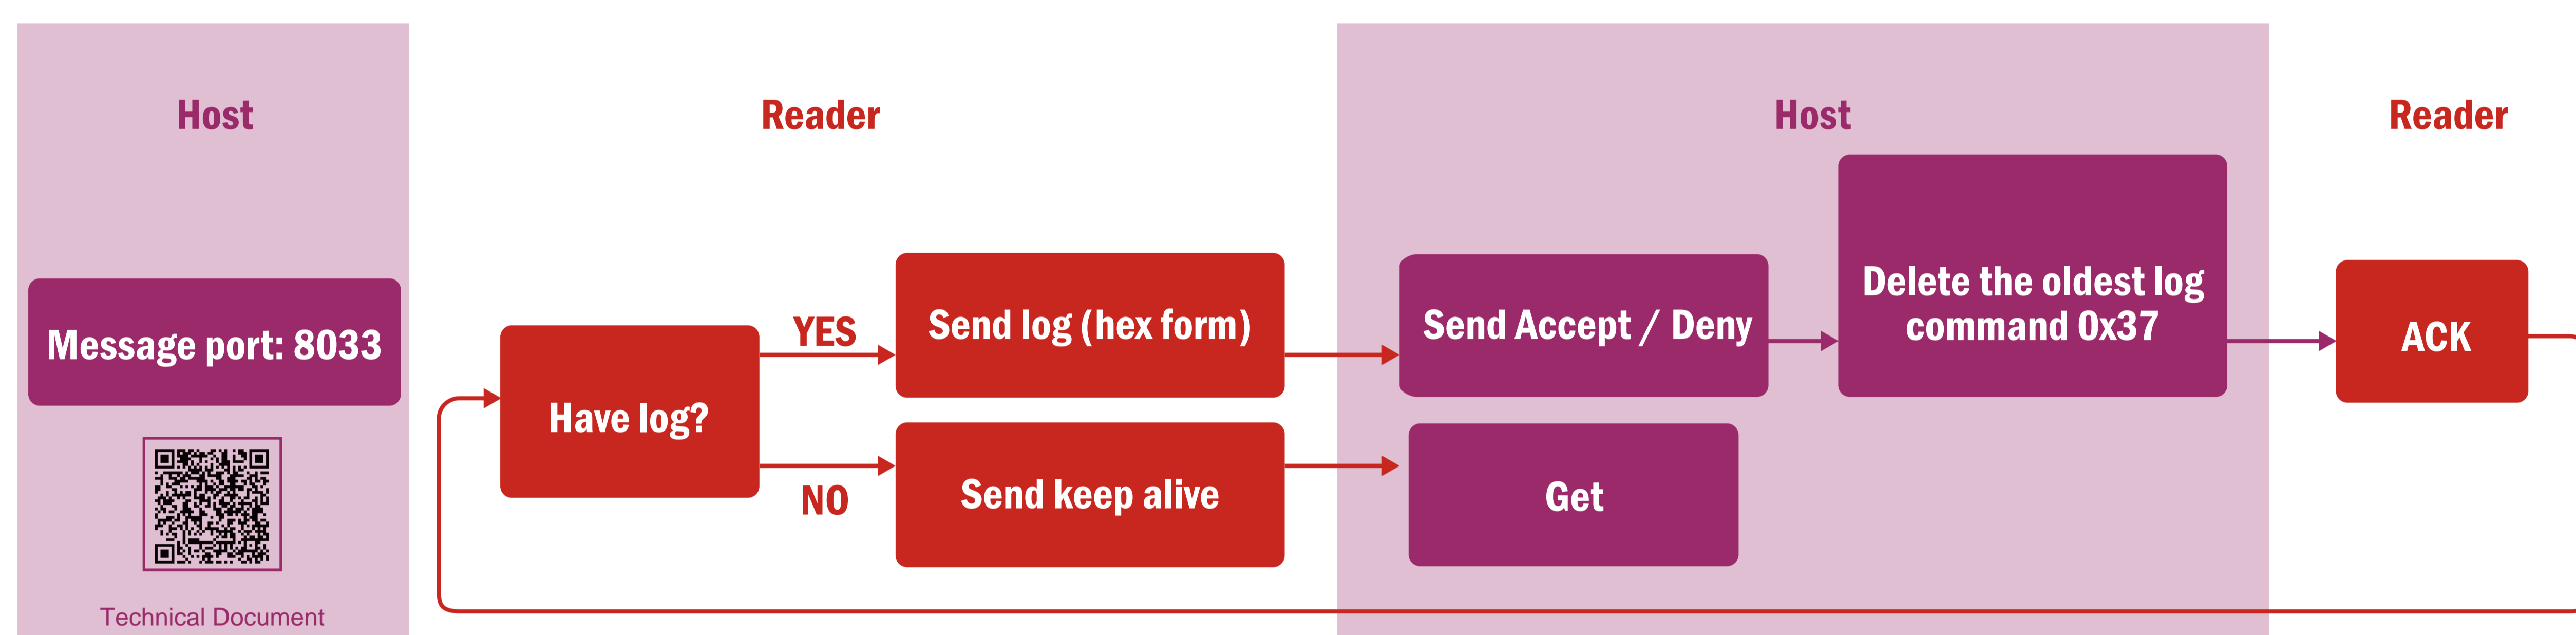 Host
Message port: 8033
Technical Document
Reader
Have log?
YES
NO
Send log (hex form)
Send keep alive
Host
Send Accept / Deny
Get
Delete the oldest log
command 0x37
Reader
ACK